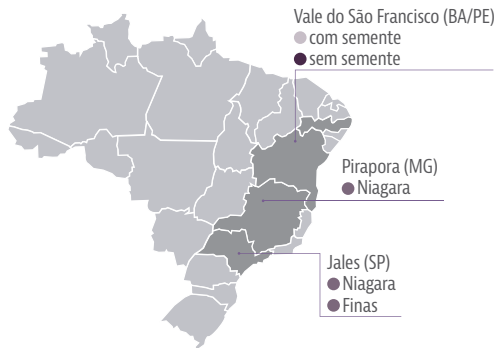 Vale do São Francisco (BA/PE)
com semente
sem semente
Pirapora (MG)
Niagara
Jales (SP)
Niagara
Finas